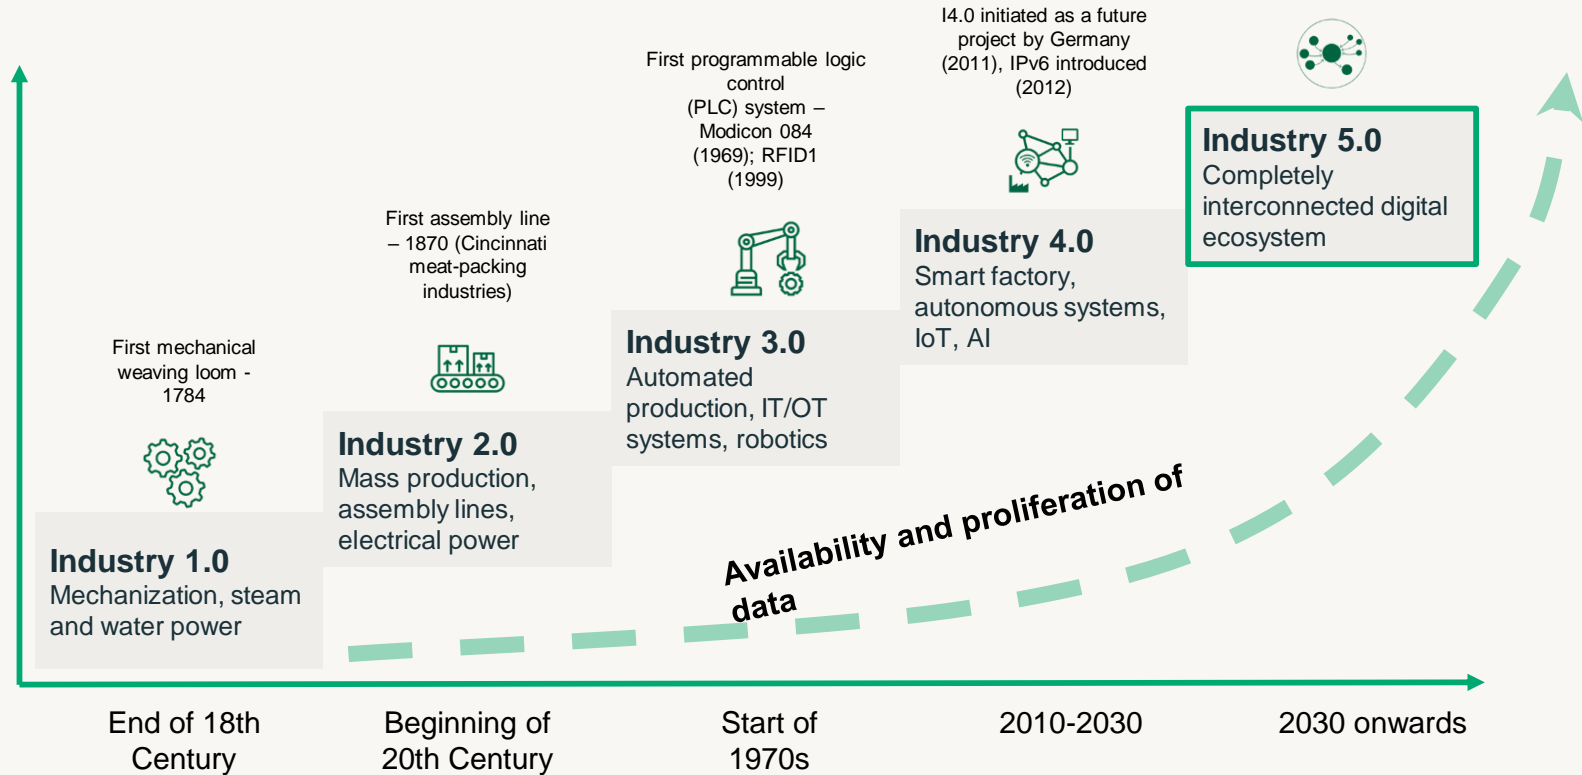 First mechanical
weaving loom -
1784
Industry 1.0
Mechanization, steam
and water power
First assembly line
– 1870 (Cincinnati
meat-packing
industries)
Industry 2.0
Mass production,
assembly lines,
electrical power
First programmable logic
control
(PLC) system –
Modicon 084
(1969); RFID1
(1999)
Industry 3.0
Automated
production, IT/OT
systems, robotics
I4.0 initiated as a future
project by Germany
(2011), IPv6 introduced
(2012)
Industry 4.0
Smart factory,
autonomous systems,
IoT, AI
Industry 5.0
Completely
interconnected digital
ecosystem
Availability and proliferation of
data
End of 18th
Century
Beginning of
20th Century
Start of
1970s
2010-2030
2030 onwards